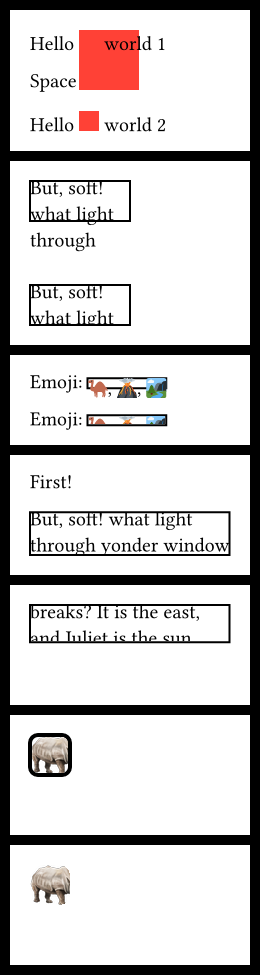 Hello world 1
Space
Hello world 2
But, soft!
what light
through
But, soft!
what light
Emoji: 🐪, 🌋, 🏞
Emoji:
First!
But, soft! what light
through yonder window
breaks? It is the east,
and Juliet is the sun